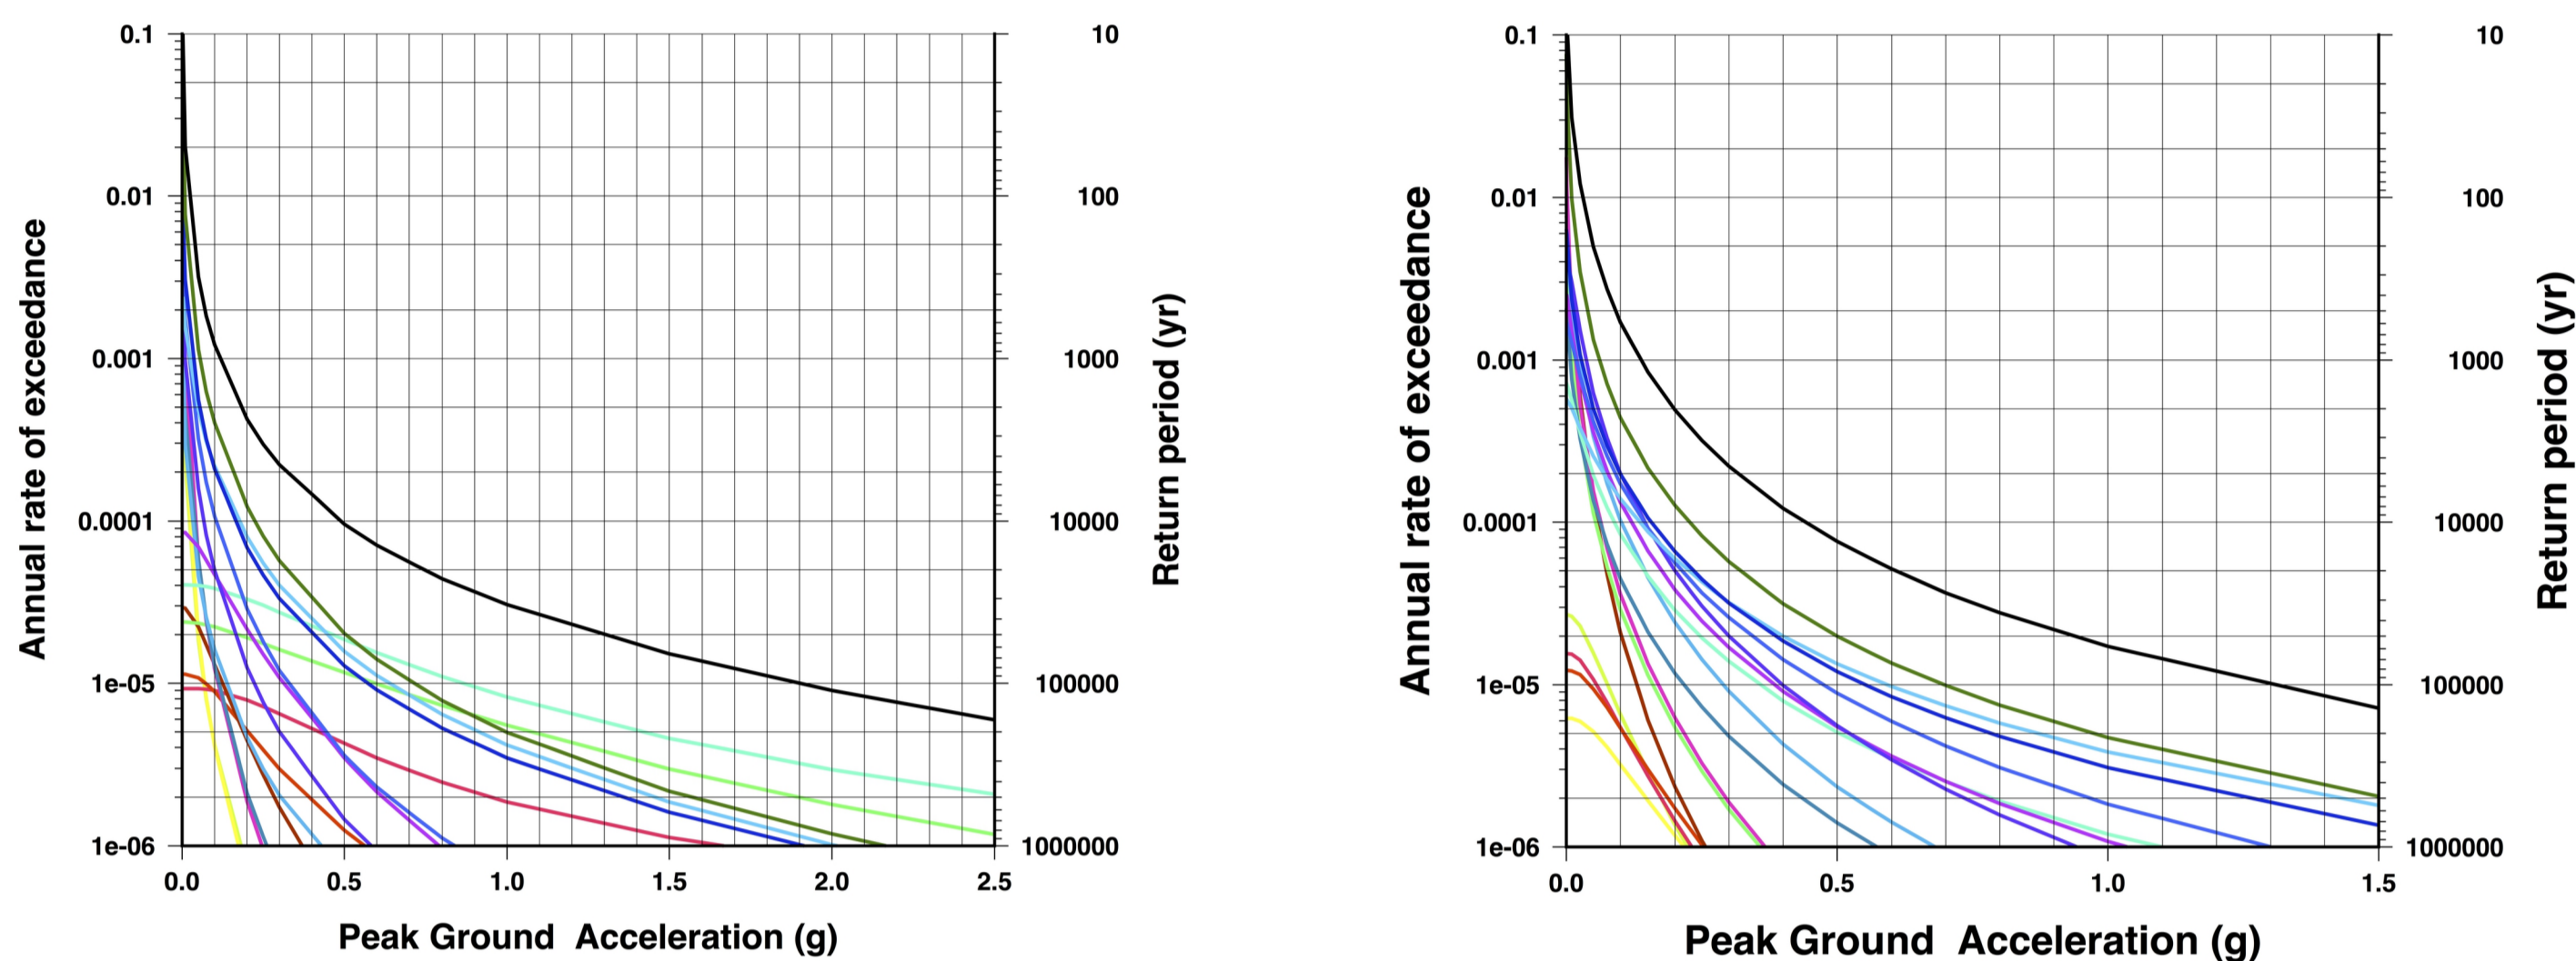 0.1
0.01
0.001
0.0001
1e-05
1e-06
Annual rate of exceedance
0.0 0.5 1.0 1.5 2.0 2.5
Peak Ground Acceleration (g)
10
100
1000
10000
100000
1000000
Return period (yr)
0.1
0.01
0.001
0.0001
1e-05
1e-06
Annual rate of exceedance
0.0 0.5 1.0 1.5
Peak Ground Acceleration (g)
10
100
1000
10000
100000
1000000
Return period (yr)